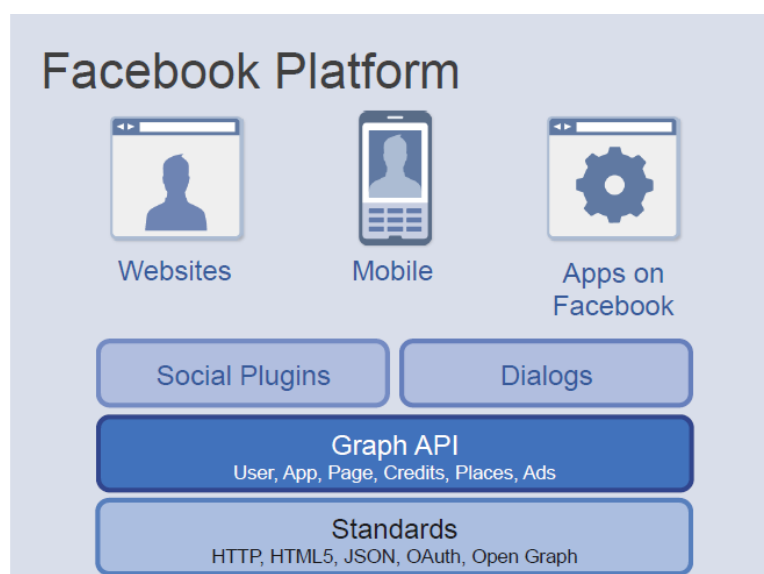 Facebook Platform
Websites
Mobile
Apps on
Facebook
Social Plugins
Dialogs
Graph API
User, App, Page, Credits, Places, Ads
Standards
HTTP, HTML5, JSON, OAuth, Open Graph